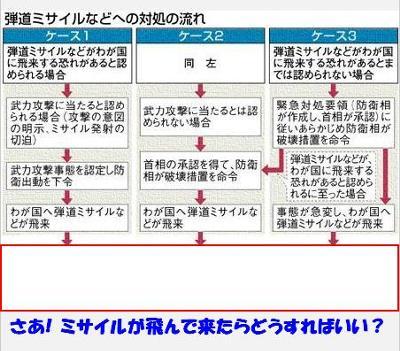 弾道ミサイルなどへの対処の流れ
ケース1
弾道ミサイルなどがわが国
に飛来する恐れがあると
認められる場合
武力攻撃に当たると認め
られる場合(攻撃の意図
の明示、ミサイル発射の
切迫)
武力攻撃事態を認定し防
衛出動を下令
わが国へ弾道ミサイルな
どが飛来
ケース2
同 左
武力攻撃に当たるとは認
められない場合
首相の承認を得て、防衛
相が破壊措置を命令
わが国へ弾道ミサイルな
どが飛来
ケース3
弾道ミサイルなどがわが
国に飛来する恐れがあるとま
では認められない場合
緊急対処要領(防衛相
が作成し、首相が承認)に
従いあらかじめ防衛相
が破壊措置を命令
弾道ミサイルなどが、
わが国に飛来する
恐れがあると認めら
れるに至った場合
事態が急変し、わが国へ
弾道ミサイルなどが飛来
さあ! ミサイルが飛んで来たらどうすればいい?